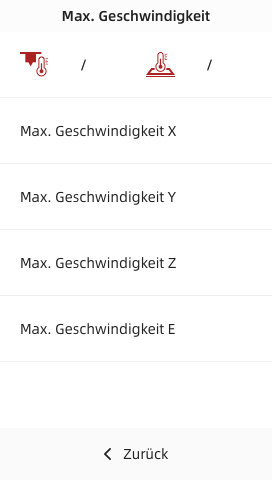 Max. Geschwindigkeit
/ /
Max. Geschwindigkeit X
Max. Geschwindigkeit Y
Max. Geschwindigkeit Z
Max. Geschwindigkeit E
Zurück